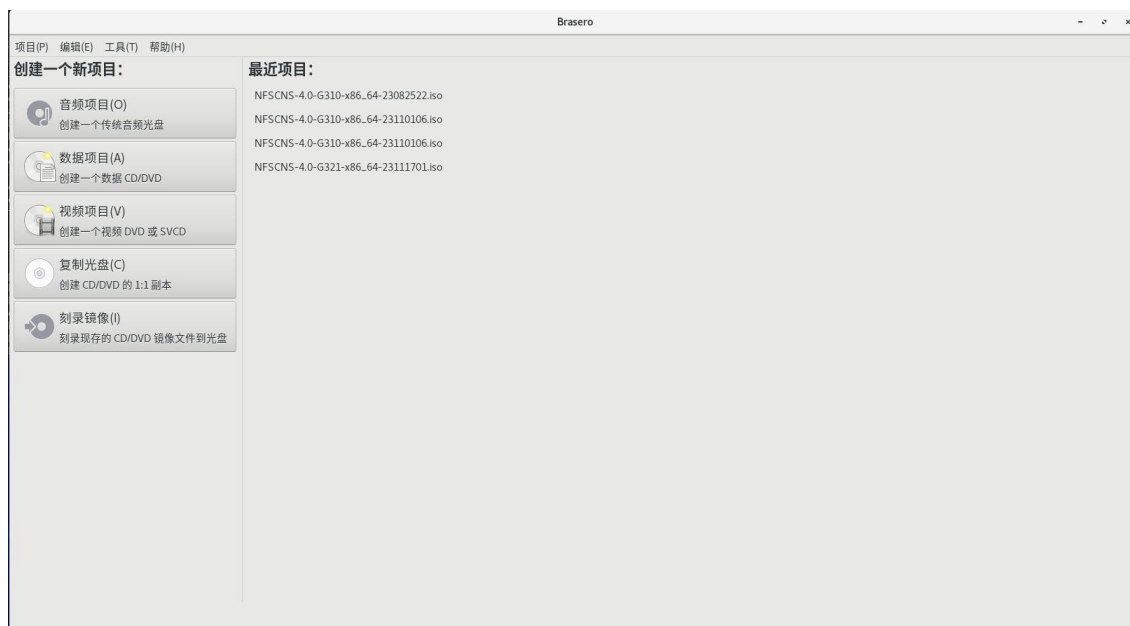 Brasero
项目(P) 编辑(E) 工具(T) 帮助(H)
创建一个新项目：
音频项目(O)
创建一个传统音频光盘
数据项目(A)
创建一个数据 CD/DVD
视频项目(V)
创建一个视频 DVD 或 SVCD
复制光盘(C)
创建 CD/DVD 的 1:1 副本
刻录镜像(I)
刻录现存的 CD/DVD 镜像文件到光盘
最近项目：
NFSCNS-4.0-G310-x86_64-23082522.iso
NFSCNS-4.0-G310-x86_64-23110106.iso
NFSCNS-4.0-G310-x86_64-23110106.iso
NFSCNS-4.0-G321-x86_64-23111701.iso